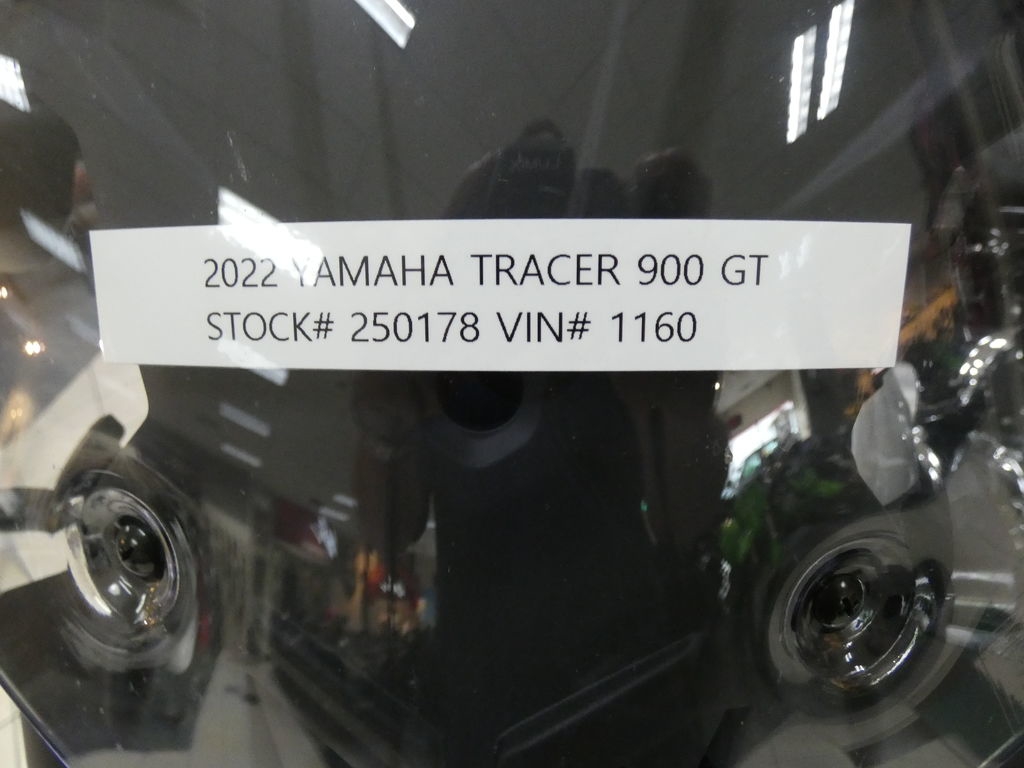 2022 YAMAHA TRACER 900 GT
STOCK# 250178 VIN# 1160